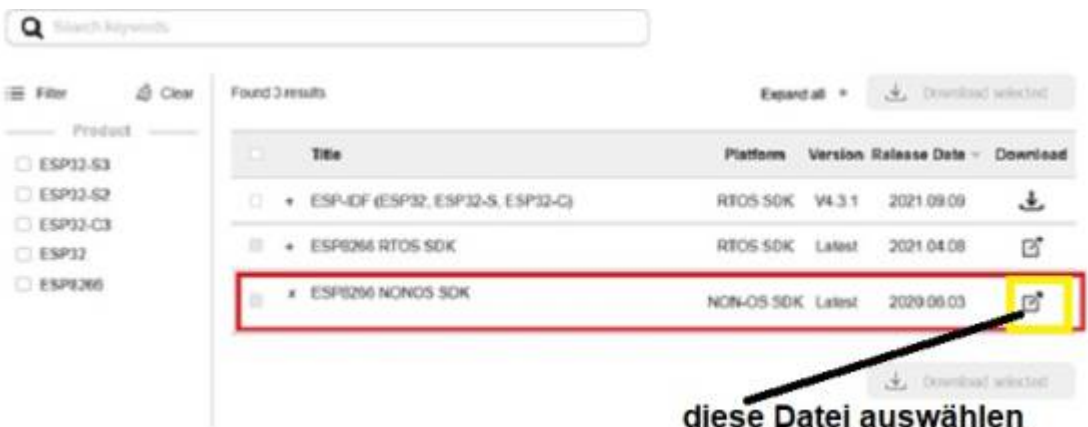 Search keywords
Filter Clear
Product
ESP32-S3
ESP32-S2
ESP32-C3
ESP32
ESP8266
Found 3 results
Expand all +
Download selected
Title Platform Version Release Date Download
+ ESP-IDF (ESP32, ESP32-S, ESP32-C) RTOS SDK V4.3.1 2021.09.09
+ ESP8266 RTOS SDK RTOS SDK Latest 2021.04.08
x ESP8266 NONOS SDK NON-OS SDK Latest 2020.06.03
Download selected
diese Datei auswählen